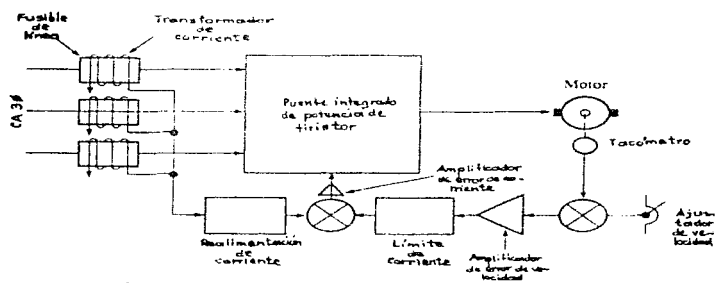 Fusible
de
línea
Transformador
de
corriente
CA 3Ø
Puente integrado
de potencia de
tiristor
Motor
Tacómetro
Amplificador
de error de co-
rriente
Realimentación
de
corriente
Límite
de
corriente
Amplificador
de error de ve-
locidad
Ajus-
tador
de ve-
locidad